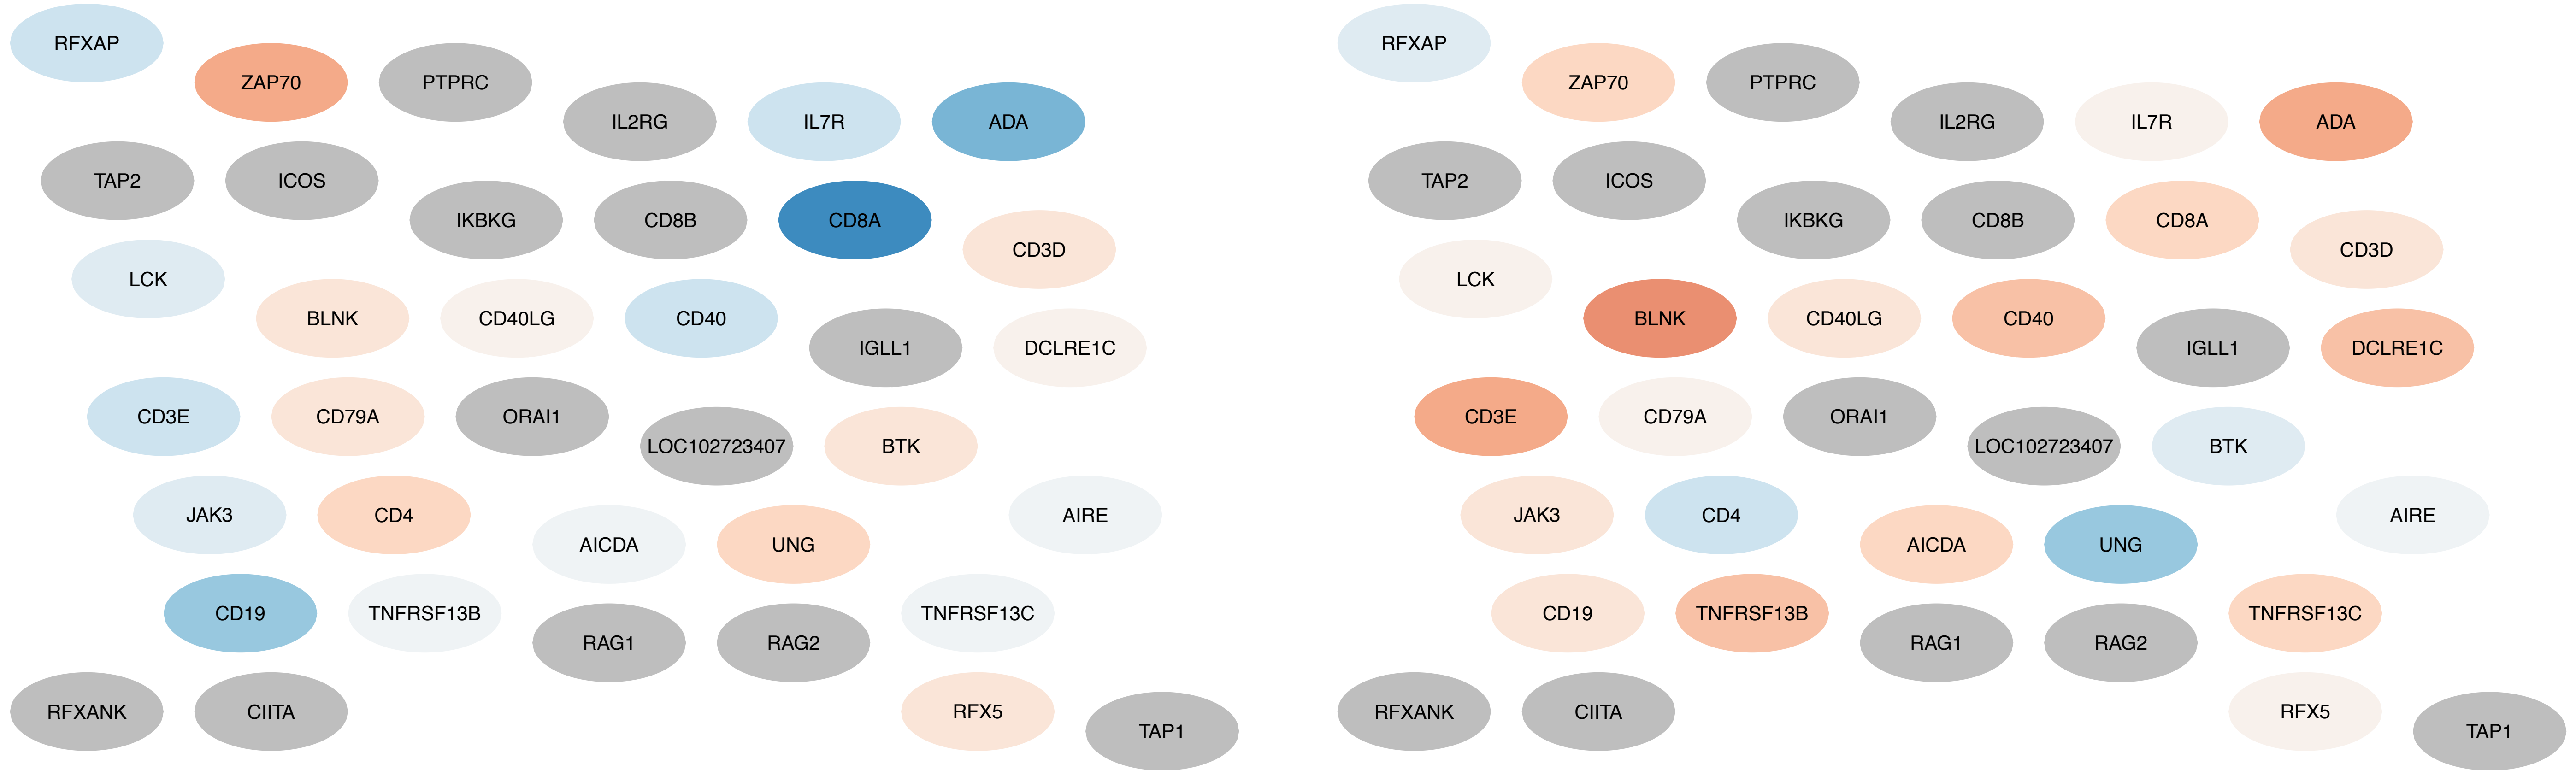 RFXAP
ZAP70
PTPRC
IL2RG
IL7R
ADA
TAP2
ICOS
IKBKG
CD8B
CD8A
CD3D
LCK
BLNK
CD40LG
CD40
IGLL1
DCLRE1C
CD3E
CD79A
ORAI1
LOC102723407
BTK
JAK3
CD4
AICDA
UNG
AIRE
CD19
TNFRSF13B
RAG1
RAG2
TNFRSF13C
RFXANK
CIITA
RFX5
TAP1
RFXAP
ZAP70
PTPRC
IL2RG
IL7R
ADA
TAP2
ICOS
IKBKG
CD8B
CD8A
CD3D
LCK
BLNK
CD40LG
CD40
IGLL1
DCLRE1C
CD3E
CD79A
ORAI1
LOC102723407
BTK
JAK3
CD4
AICDA
UNG
AIRE
CD19
TNFRSF13B
RAG1
RAG2
TNFRSF13C
RFXANK
CIITA
RFX5
TAP1